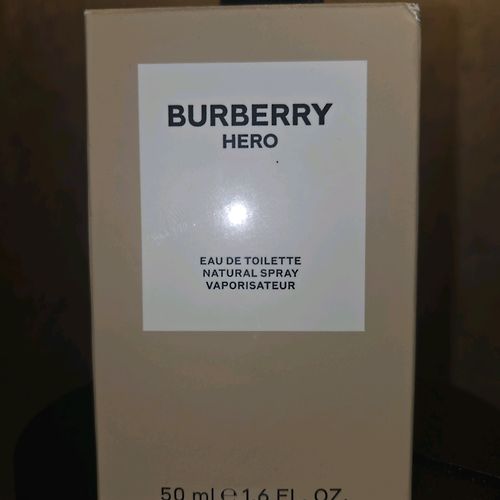 BURBERRY
HERO
EAU DE TOILETTE
NATURAL SPRAY
VAPORISATEUR
50 ml ℮ 1.6 FL. OZ.